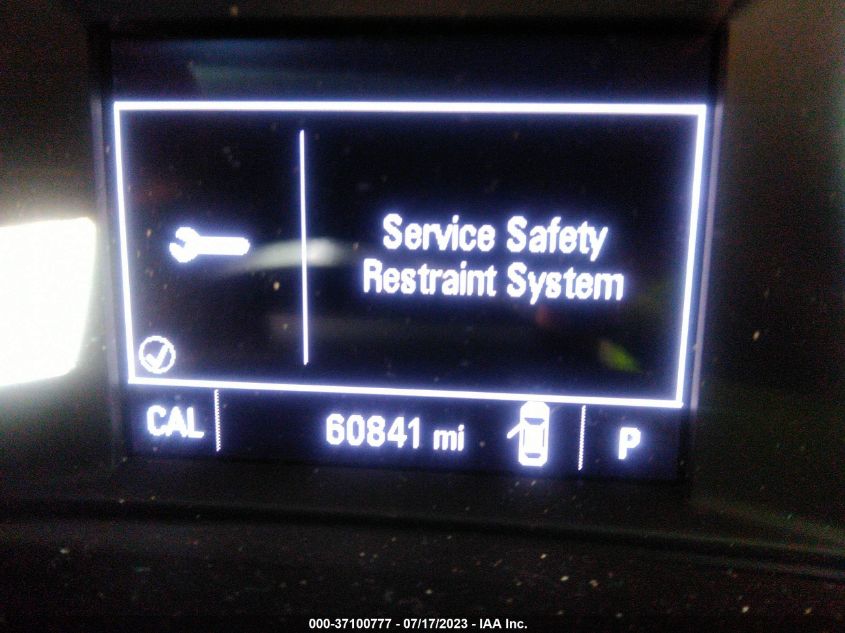 Service Safety
Restraint System
CAL 60841 mi P
000-37100777 - 07/17/2023 - IAA Inc.